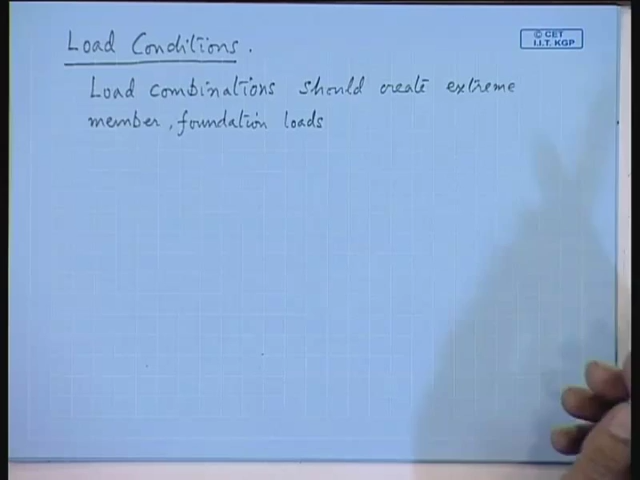 Load Conditions.
© CET
I.I.T. KGP
Load combinations should create extreme
member, foundation loads